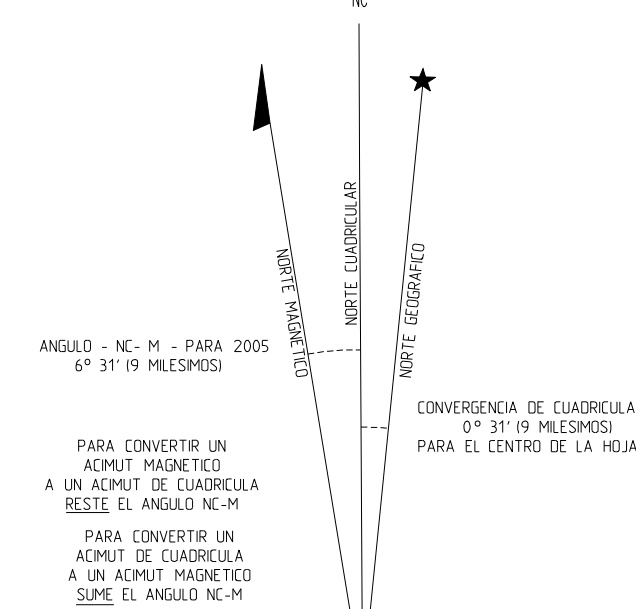 NC
NORTE MAGNETICO
NORTE CUADRICULAR
NORTE GEOGRAFICO
ANGULO - NC- M - PARA 2005
6° 31' (9 MILESIMOS)
CONVERGENCIA DE CUADRICULA
0° 31' (9 MILESIMOS)
PARA EL CENTRO DE LA HOJA
PARA CONVERTIR UN
ACIMUT MAGNETICO
A UN ACIMUT DE CUADRICULA
RESTE EL ANGULO NC-M
PARA CONVERTIR UN
ACIMUT DE CUADRICULA
A UN ACIMUT MAGNETICO
SUME EL ANGULO NC-M